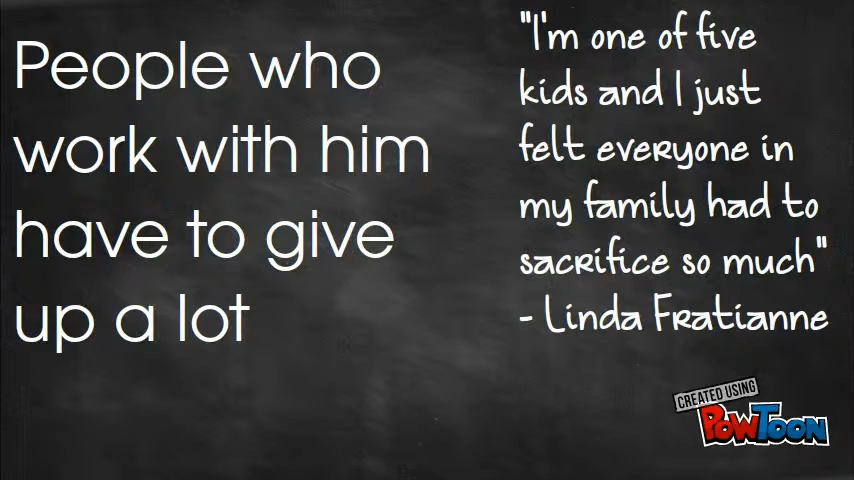 People who
work with him
have to give
up a lot
"I'm one of five
kids and I just
felt everyone in
my family had to
sacrifice so much"
- Linda Fratianne
CREATED USING
POWTOON